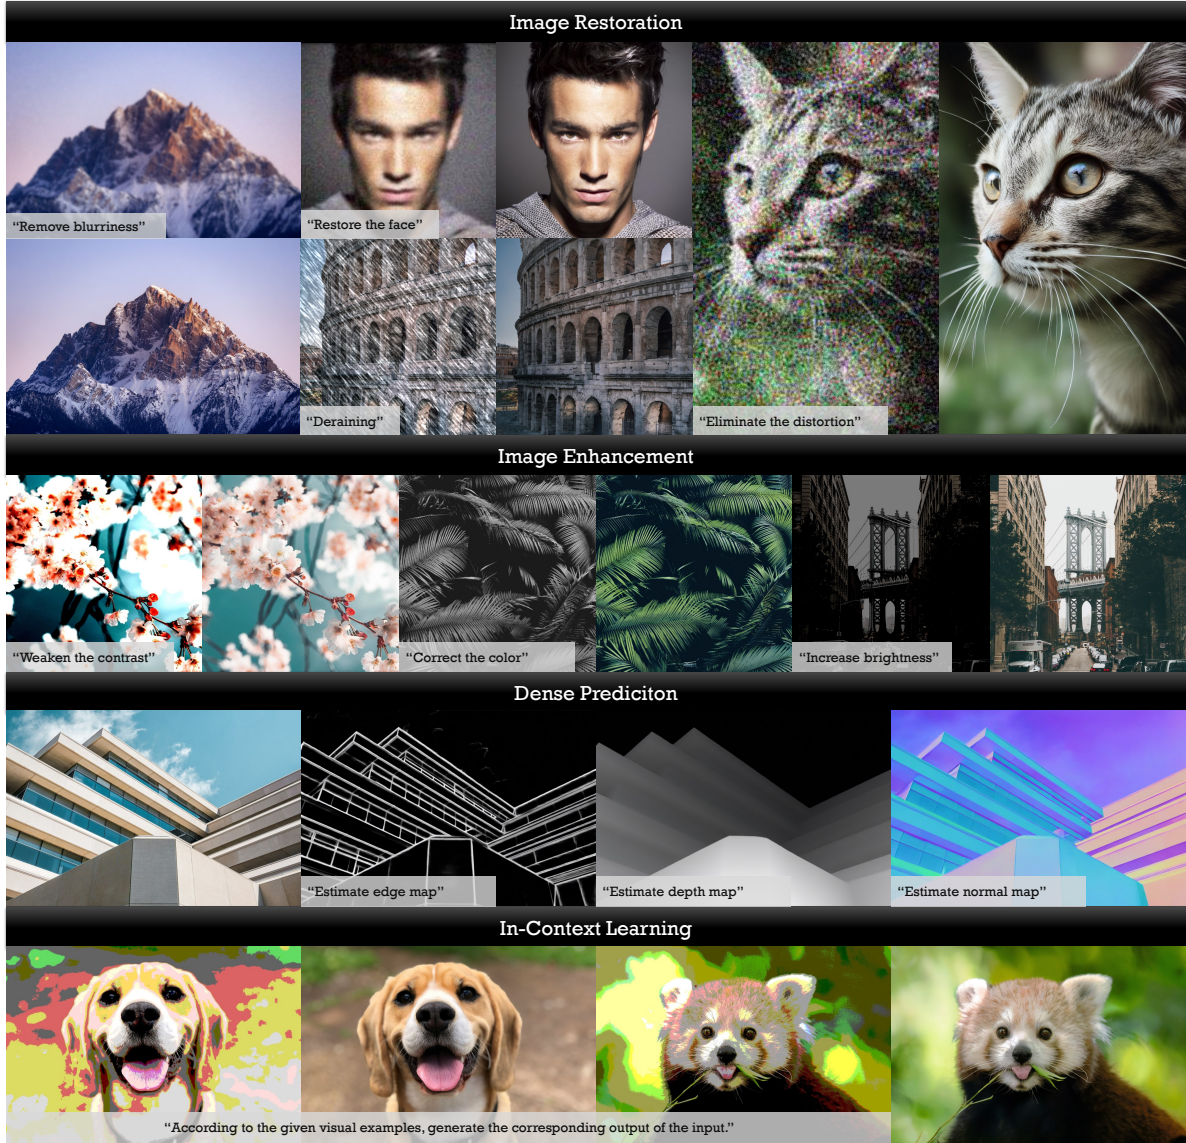 Image Restoration
“Remove blurriness”
“Restore the face”
“Deraining”
“Eliminate the distortion”
Image Enhancement
“Weaken the contrast”
“Correct the color”
“Increase brightness”
Dense Prediciton
“Estimate edge map”
“Estimate depth map”
“Estimate normal map”
In-Context Learning
“According to the given visual examples, generate the corresponding output of the input.”